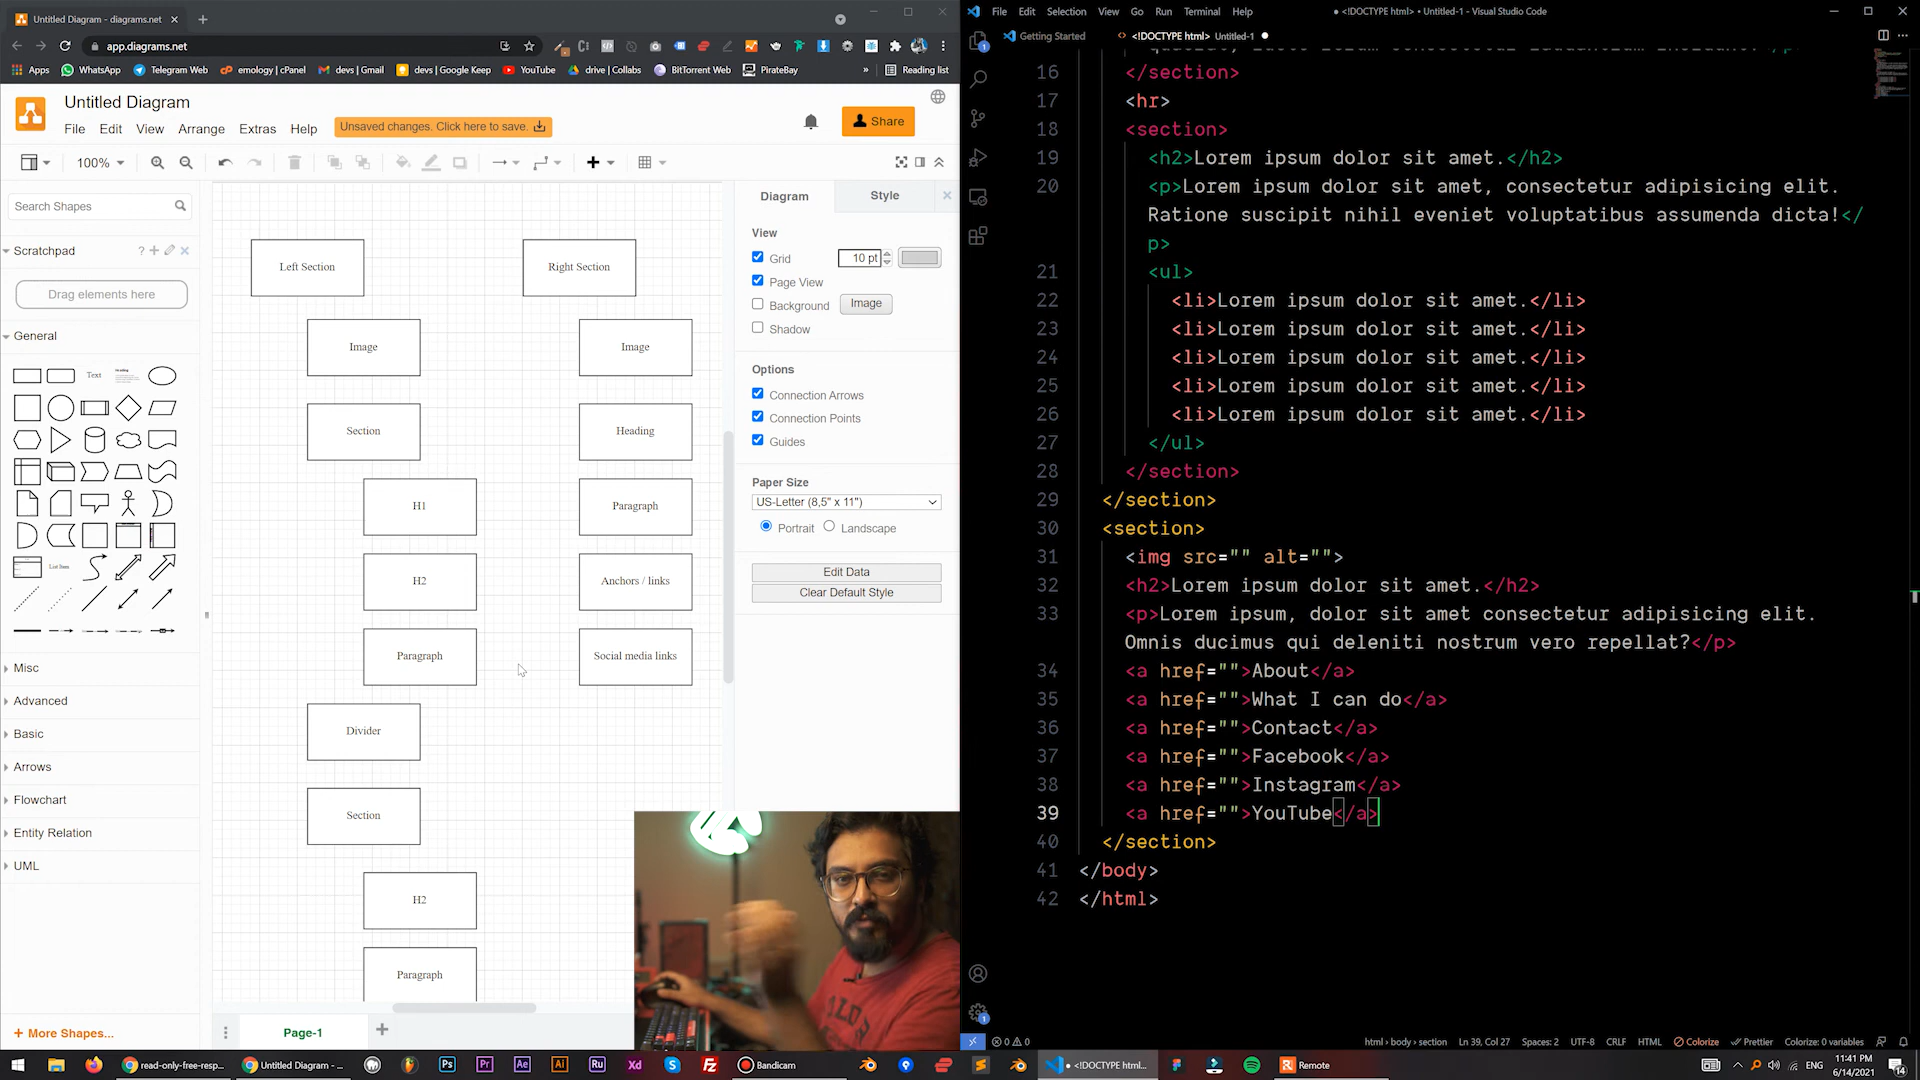 Untitled Diagram - diagrams.net
app.diagrams.net
Apps WhatsApp Telegram Web emology | cPanel devs | Gmail devs | Google Keep YouTube drive | Collabs BitTorrent Web PirateBay » Reading list
Untitled Diagram
File Edit View Arrange Extras Help
Unsaved changes. Click here to save.
Share
100%
Search Shapes
Scratchpad
Drag elements here
General
Text
Heading
List Item
Misc
Advanced
Basic
Arrows
Flowchart
Entity Relation
UML
+ More Shapes...
Left Section
Image
Section
H1
H2
Paragraph
Divider
Section
H2
Paragraph
Right Section
Image
Heading
Paragraph
Anchors / links
Social media links
Page-1
Diagram Style
View
Grid 10 pt
Page View
Background Image
Shadow
Options
Connection Arrows
Connection Points
Guides
Paper Size
US-Letter (8,5" x 11")
Portrait Landscape
Edit Data
Clear Default Style
File Edit Selection View Go Run Terminal Help
● <!DOCTYPE html> • Untitled-1 - Visual Studio Code
Getting Started
<!DOCTYPE html> Untitled-1
16 </section>
17 <hr>
18 <section>
19 <h2>Lorem ipsum dolor sit amet.</h2>
20 <p>Lorem ipsum dolor sit amet, consectetur adipisicing elit.
Ratione suscipit nihil eveniet voluptatibus assumenda dicta!</
p>
21 <ul>
22 <li>Lorem ipsum dolor sit amet.</li>
23 <li>Lorem ipsum dolor sit amet.</li>
24 <li>Lorem ipsum dolor sit amet.</li>
25 <li>Lorem ipsum dolor sit amet.</li>
26 <li>Lorem ipsum dolor sit amet.</li>
27 </ul>
28 </section>
29 </section>
30 <section>
31 <img src="" alt="">
32 <h2>Lorem ipsum dolor sit amet.</h2>
33 <p>Lorem ipsum, dolor sit amet consectetur adipisicing elit.
Omnis ducimus qui deleniti nostrum vero repellat?</p>
34 <a href="">About</a>
35 <a href="">What I can do</a>
36 <a href="">Contact</a>
37 <a href="">Facebook</a>
38 <a href="">Instagram</a>
39 <a href="">YouTube</a>
40 </section>
41 </body>
42 </html>
0 0
html › body › section Ln 39, Col 27 Spaces: 2 UTF-8 CRLF HTML Colorize Prettier Colorize: 0 variables
read-only-free-resp... Untitled Diagram - ... Ps Pr Ae Ai Ru Xd Bandicam <!DOCTYPE html... Remote
ENG
11:41 PM
6/14/2021
14